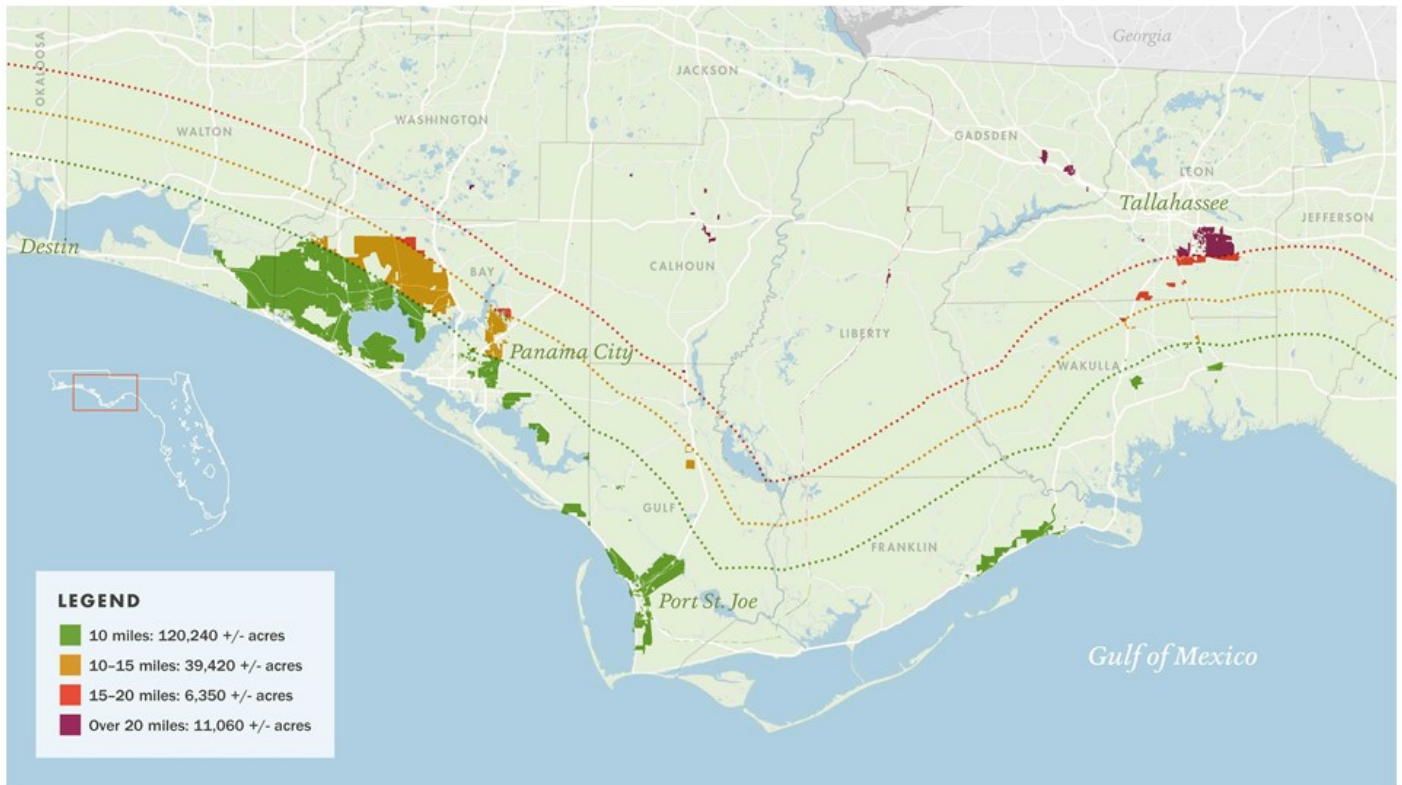 Georgia
OKALOOSA
JACKSON
WALTON
WASHINGTON
GADSDEN
LEON
Tallahassee
JEFFERSON
Destin
BAY
CALHOUN
LIBERTY
Panama City
WAKULLA
GULF
FRANKLIN
Port St. Joe
Gulf of Mexico
LEGEND
10 miles: 120,240 +/- acres
10–15 miles: 39,420 +/- acres
15–20 miles: 6,350 +/- acres
Over 20 miles: 11,060 +/- acres